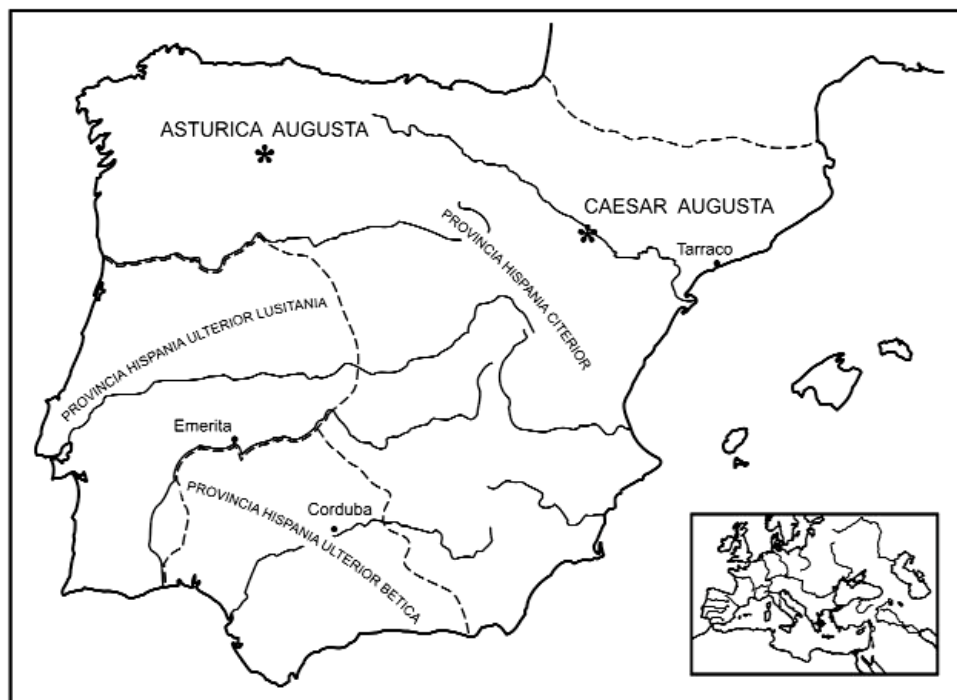 ASTURICA AUGUSTA
CAESAR AUGUSTA
PROVINCIA HISPANIA CITERIOR
Tarraco
PROVINCIA HISPANIA ULTERIOR LUSITANIA
Emerita
PROVINCIA HISPANIA ULTERIOR BETICA
Corduba